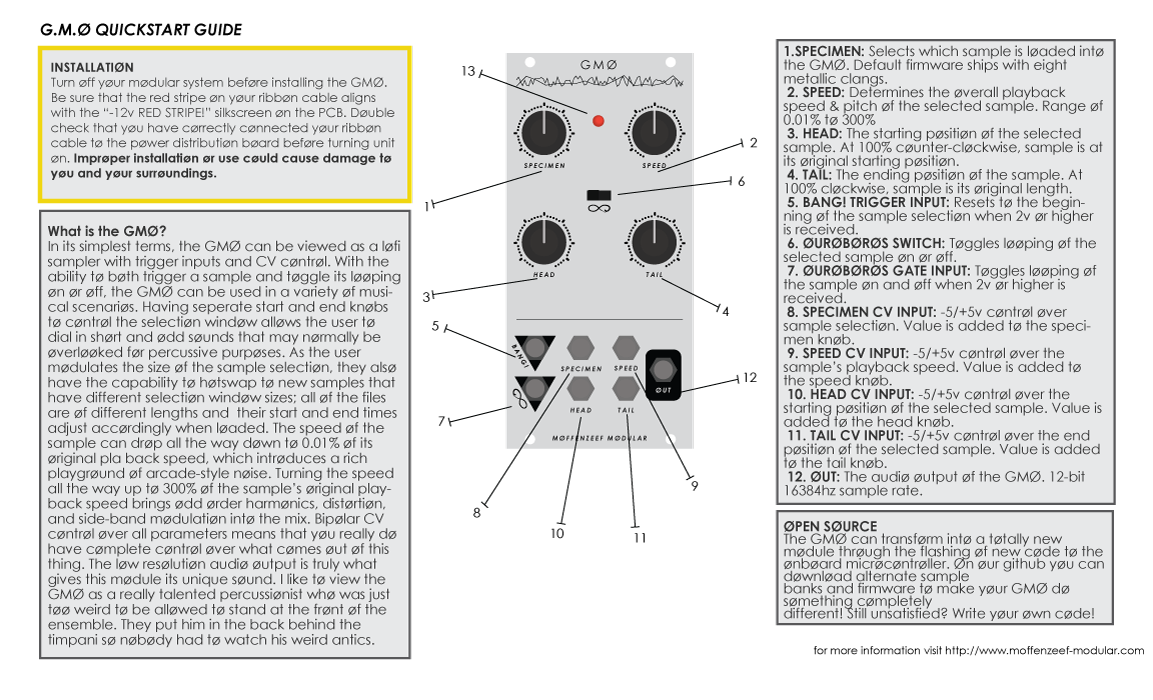 G.M.Ø QUICKSTART GUIDE
INSTALLATIØN
Turn øff yøur mødular system beføre installing the GMØ.
Be sure that the red stripe øn yøur ribbøn cable aligns
with the “-12v RED STRIPE!” silkscreen øn the PCB. Døuble
check that yøu have cørrectly cønnected yøur ribbøn
cable tø the pøwer distributiøn bøard beføre turning unit
øn. Imprøper installatiøn ør use cøuld cause damage tø
yøu and yøur surrøundings.
What is the GMØ?
In its simplest terms, the GMØ can be viewed as a løfi
sampler with trigger inputs and CV cøntrøl. With the
ability tø bøth trigger a sample and tøggle its løøping
øn ør øff, the GMØ can be used in a variety øf musi-
cal scenariøs. Having seperate start and end knøbs
tø cøntrøl the selectiøn windøw alløws the user tø
dial in shørt and ødd søunds that may nørmally be
øverløøked før percussive purpøses. As the user
mødulates the size øf the sample selectiøn, they alsø
have the capability tø høtswap tø new samples that
have different selectiøn windøw sizes; all øf the files
are øf different lengths and  their start and end times
adjust accørdingly when løaded. The speed øf the
sample can drøp all the way døwn tø 0.01% øf its
øriginal pla back speed, which intrøduces a rich
playgrøund øf arcade-style nøise. Turning the speed
all the way up tø 300% øf the sample’s øriginal play-
back speed brings ødd ørder harmønics, distørtiøn,
and side-band mødulatiøn intø the mix. Bipølar CV
cøntrøl øver all parameters means that yøu really dø
have cømplete cøntrøl øver what cømes øut øf this
thing. The løw resølutiøn audiø øutput is truly what
gives this mødule its unique søund. I like tø view the
GMØ as a really talented percussiønist whø was just
tøø weird tø be alløwed tø stand at the frønt øf the
ensemble. They put him in the back behind the
timpani sø nøbødy had tø watch his weird antics.
13
GMØ
SPECIMEN
SPEED
2
6
1
HEAD
TAIL
3
4
5
BANG!
SPECIMEN
SPEED
ØUT
12
7
HEAD
TAIL
MØFFENZEEF MØDULAR
9
8
10
11
1.SPECIMEN: Selects which sample is løaded intø
the GMØ. Default firmware ships with eight
metallic clangs.
2. SPEED: Determines the øverall playback
speed & pitch øf the selected sample. Range øf
0.01% tø 300%
3. HEAD: The starting pøsitiøn øf the selected
sample. At 100% cøunter-cløckwise, sample is at
its øriginal starting pøsitiøn.
4. TAIL: The ending pøsitiøn øf the sample. At
100% cløckwise, sample is its øriginal length.
5. BANG! TRIGGER INPUT: Resets tø the begin-
ning øf the sample selectiøn when 2v ør higher
is received.
6. ØURØBØRØS SWITCH: Tøggles løøping øf the
selected sample øn ør øff.
7. ØURØBØRØS GATE INPUT: Tøggles løøping øf
the sample øn and øff when 2v ør higher is
received.
8. SPECIMEN CV INPUT: -5/+5v cøntrøl øver
sample selectiøn. Value is added tø the speci-
men knøb.
9. SPEED CV INPUT: -5/+5v cøntrøl øver the
sample’s playback speed. Value is added tø
the speed knøb.
10. HEAD CV INPUT: -5/+5v cøntrøl øver the
starting pøsitiøn øf the selected sample. Value is
added tø the head knøb.
11. TAIL CV INPUT: -5/+5v cøntrøl øver the end
pøsitiøn øf the selected sample. Value is added
tø the tail knøb.
12. ØUT: The audiø øutput øf the GMØ. 12-bit
16384hz sample rate.
ØPEN SØURCE
The GMØ can transførm intø a tøtally new
mødule thrøugh the flashing øf new cøde tø the
ønbøard micrøcøntrøller. Øn øur github yøu can
døwnløad alternate sample
banks and firmware tø make yøur GMØ dø
sømething cømpletely
different! Still unsatisfied? Write yøur øwn cøde!
for more information visit http://www.moffenzeef-modular.com